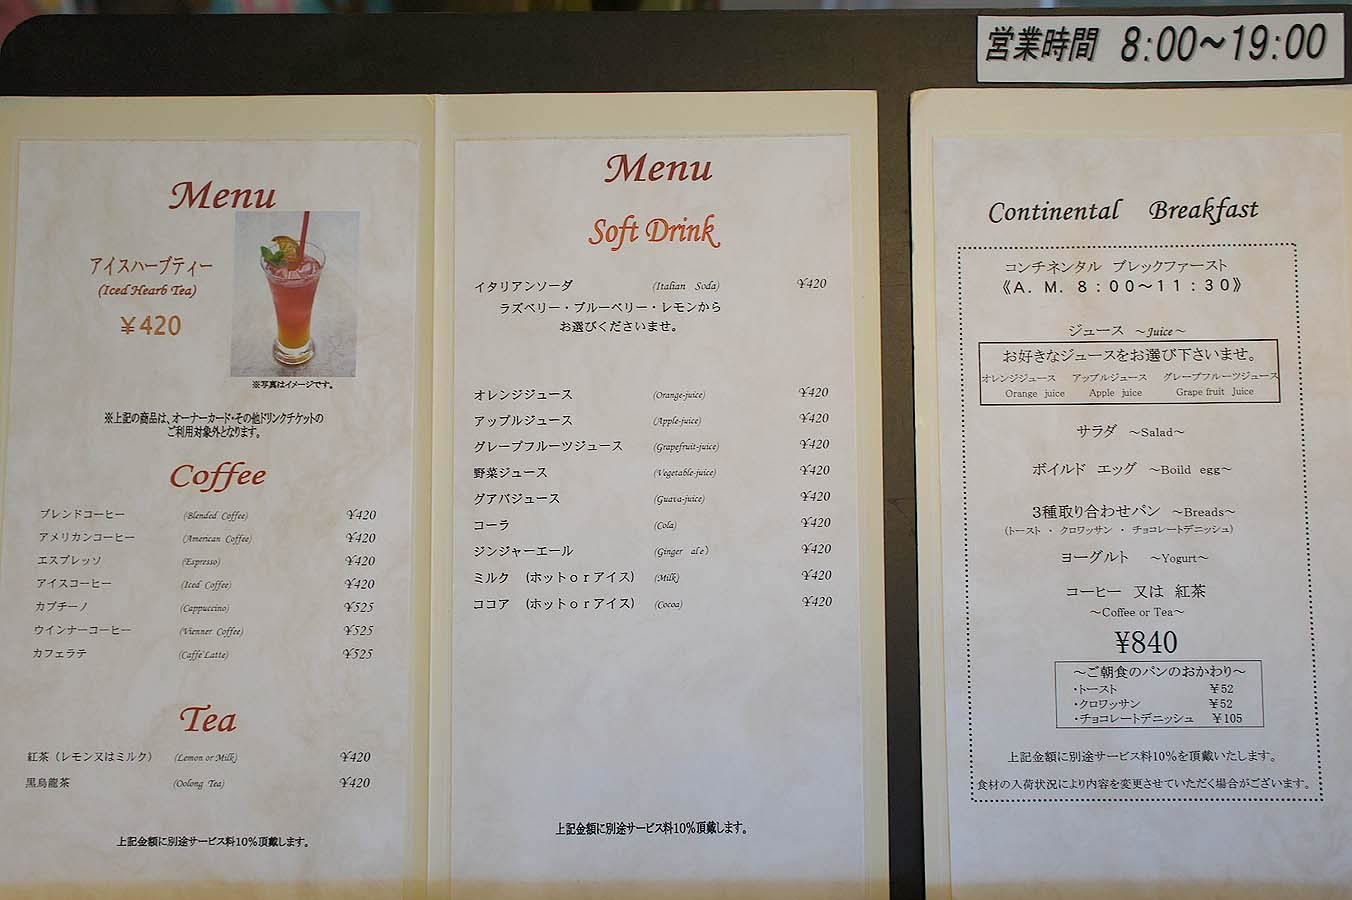 営業時間 8:00～19:00
Menu
アイスハーブティー
(Iced Hearb Tea)
￥420
※写真はイメージです。
※上記の商品は、オーナーカード・その他ドリンクチケットの
ご利用対象外となります。
Coffee
ブレンドコーヒー (Blended Coffee) ￥420
アメリカンコーヒー (American Coffee) ￥420
エスプレッソ (Espresso) ￥420
アイスコーヒー (Iced Coffee) ￥420
カプチーノ (Cappuccino) ￥525
ウインナーコーヒー (Vienner Coffee) ￥525
カフェラテ (Caffe'Latte) ￥525
Tea
紅茶（レモン又はミルク） (Lemon or Milk) ￥420
黒烏龍茶 (Oolong Tea) ￥420
上記金額に別途サービス料10％頂戴します。
Menu
Soft Drink
イタリアンソーダ (Italian Soda) ￥420
ラズベリー・ブルーベリー・レモンから
お選びくださいませ。
オレンジジュース (Orange-juice) ￥420
アップルジュース (Apple-juice) ￥420
グレープフルーツジュース (Grapefruit-juice) ￥420
野菜ジュース (Vegetable-juice) ￥420
グアバジュース (Guava-juice) ￥420
コーラ (Cola) ￥420
ジンジャーエール (Ginger ale) ￥420
ミルク (ホットｏｒアイス) (Milk) ￥420
ココア (ホットｏｒアイス) (Cocoa) ￥420
上記金額に別途サービス料10％頂戴します。
Continental Breakfast
コンチネンタル ブレックファースト
《Ａ．Ｍ．８：００～１１：３０》
ジュース ～Juice～
お好きなジュースをお選び下さいませ。
オレンジジュース アップルジュース グレープフルーツジュース
Orange juice Apple juice Grape fruit Juice
サラダ ～Salad～
ボイルド エッグ ～Boild egg～
３種取り合わせパン ～Breads～
（トースト ・ クロワッサン ・ チョコレートデニッシュ）
ヨーグルト ～Yogurt～
コーヒー 又は 紅茶
～Coffee or Tea～
￥840
～ご朝食のパンのおかわり～
・トースト ￥52
・クロワッサン ￥52
・チョコレートデニッシュ ￥105
上記金額に別途サービス料10％を頂戴いたします。
食材の入荷状況により内容を変更させていただく場合がございます。